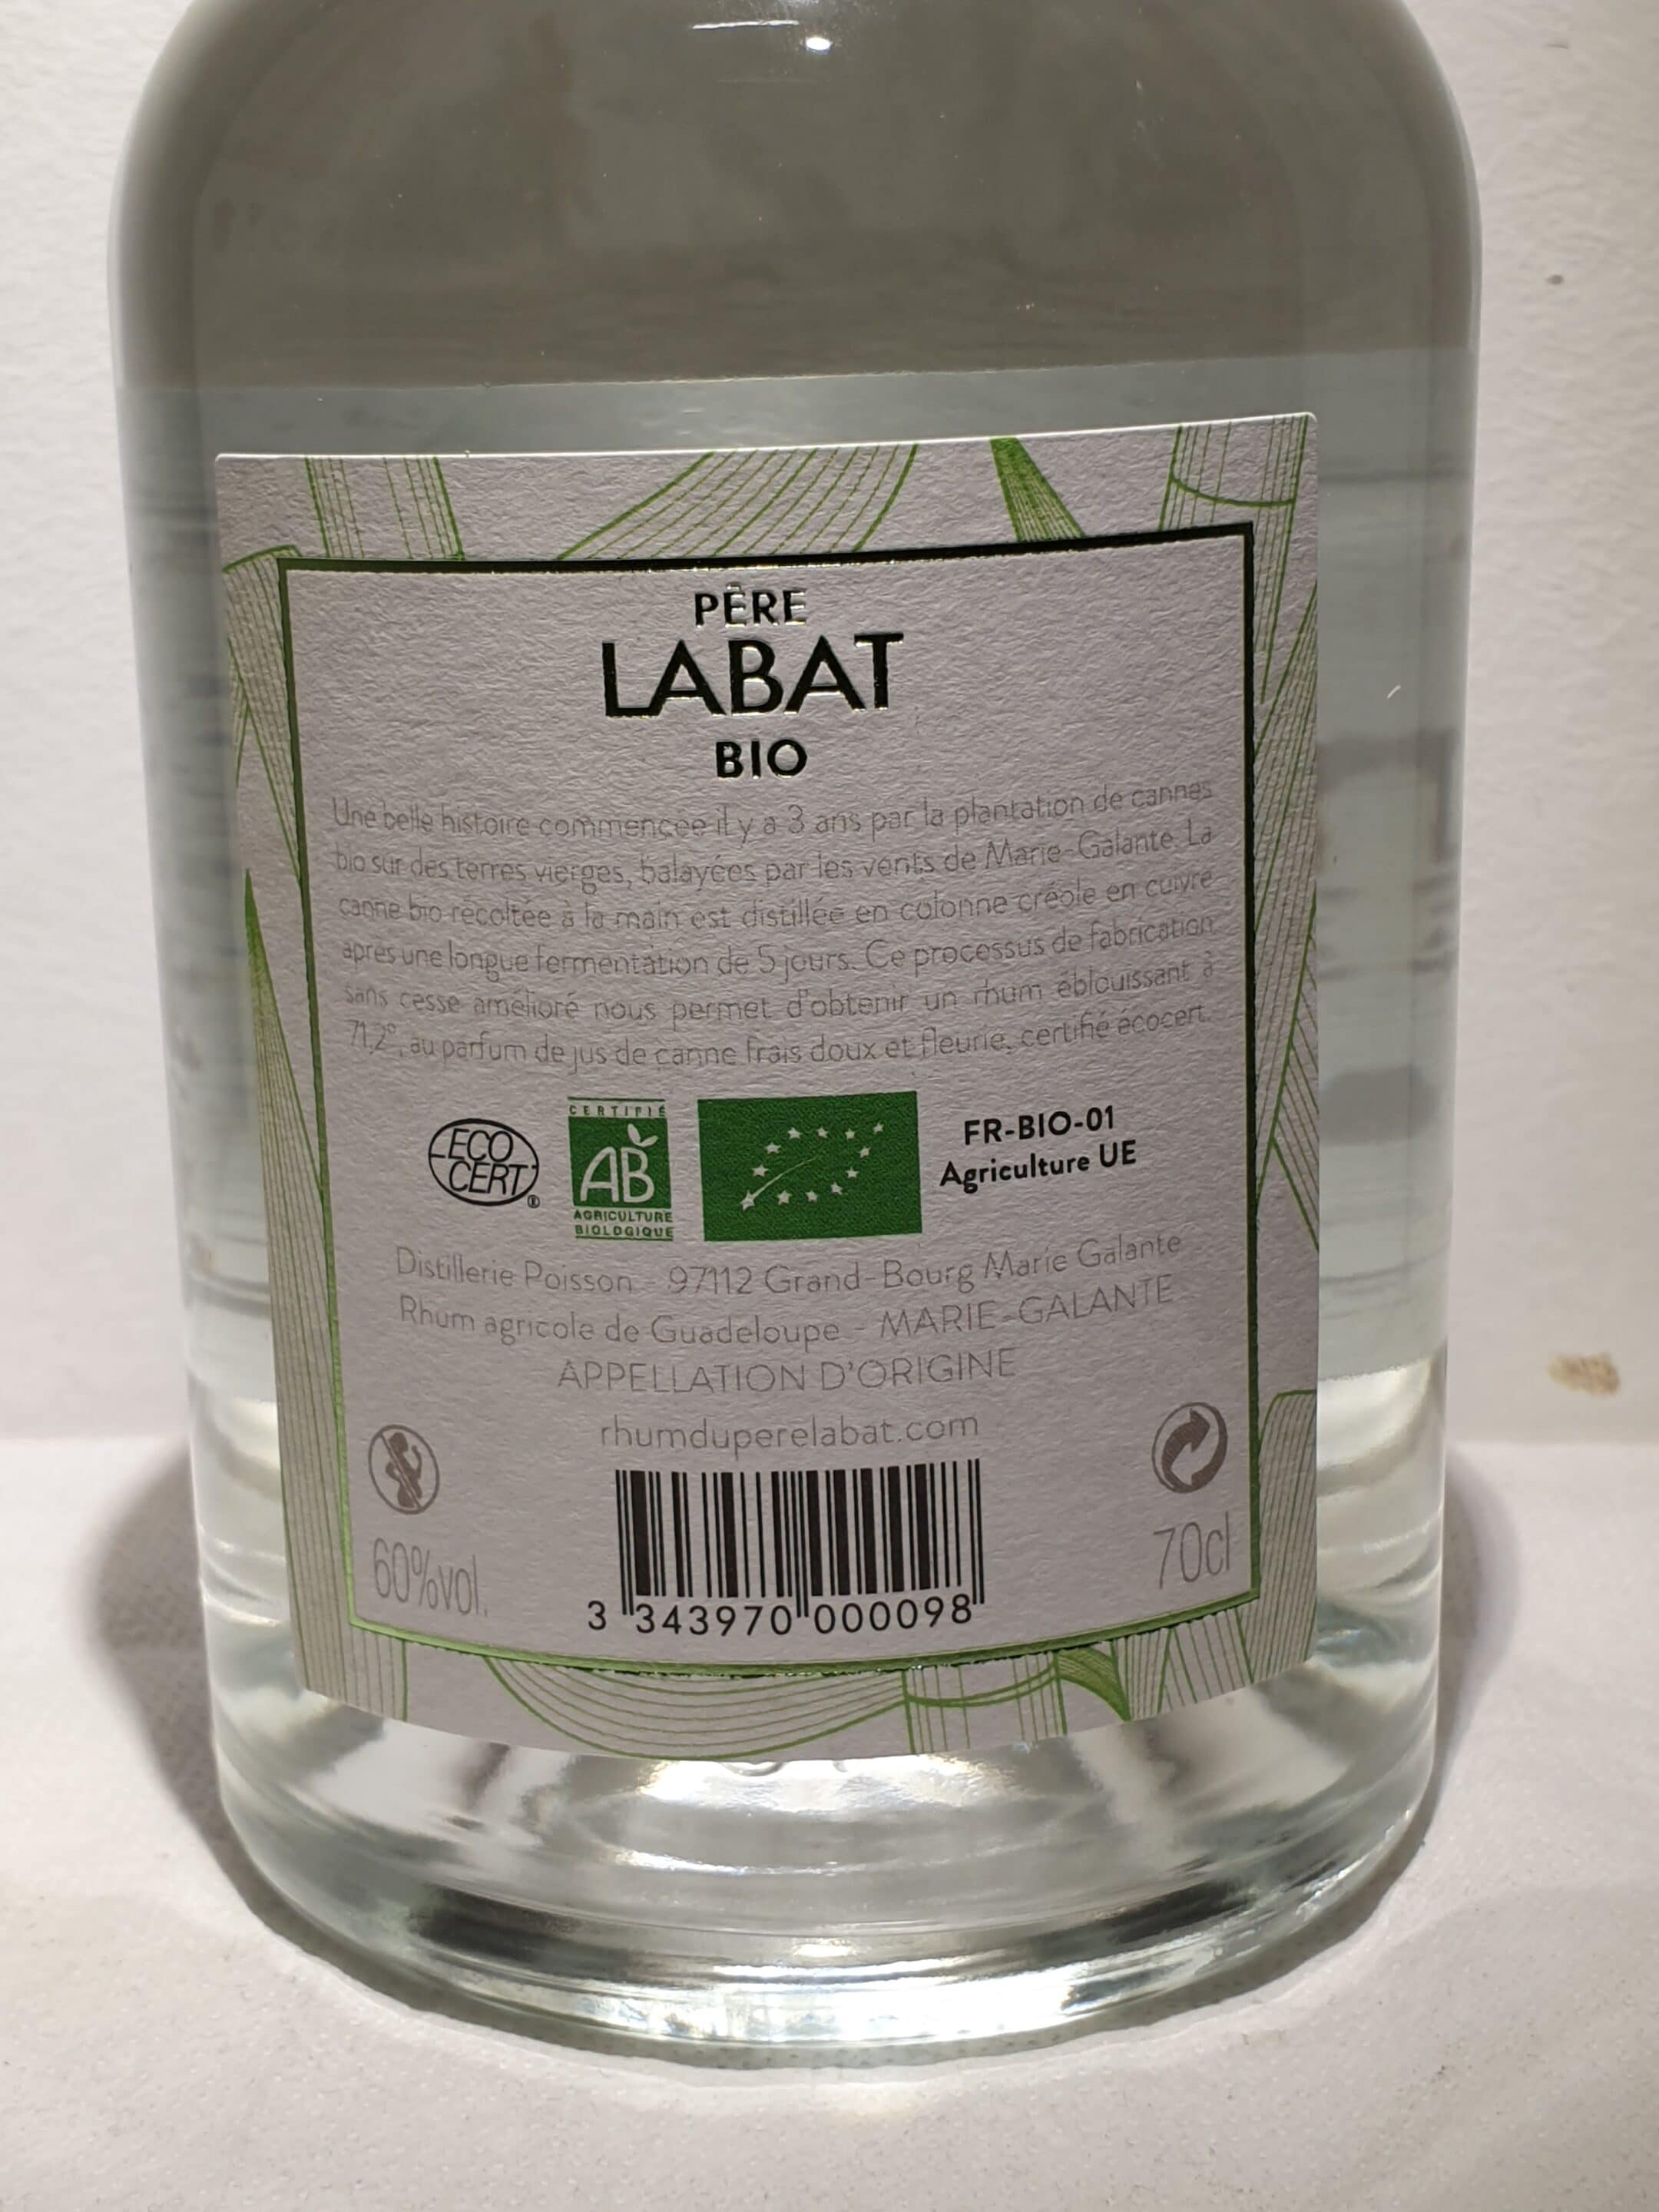 PÈRE
LABAT
BIO
Une belle histoire commencée il y a 3 ans par la plantation de cannes
bio sur des terres vierges, balayées par les vents de Marie-Galante. La
canne bio récoltée à la main est distillée en colonne créole en cuivre
après une longue fermentation de 5 jours. Ce processus de fabrication
sans cesse amélioré nous permet d'obtenir un rhum éblouissant à
71,2°, au parfum de jus de canne frais doux et fleurie, certifié écocert.
ECO
CERT
®
CERTIFIÉ
AB
AGRICULTURE
BIOLOGIQUE
FR-BIO-01
Agriculture UE
Distillerie Poisson - 97112 Grand-Bourg Marie Galante
Rhum agricole de Guadeloupe - MARIE-GALANTE
APPELLATION D'ORIGINE
rhumduperelabat.com
60%vol.
3 343970 000098
70cl